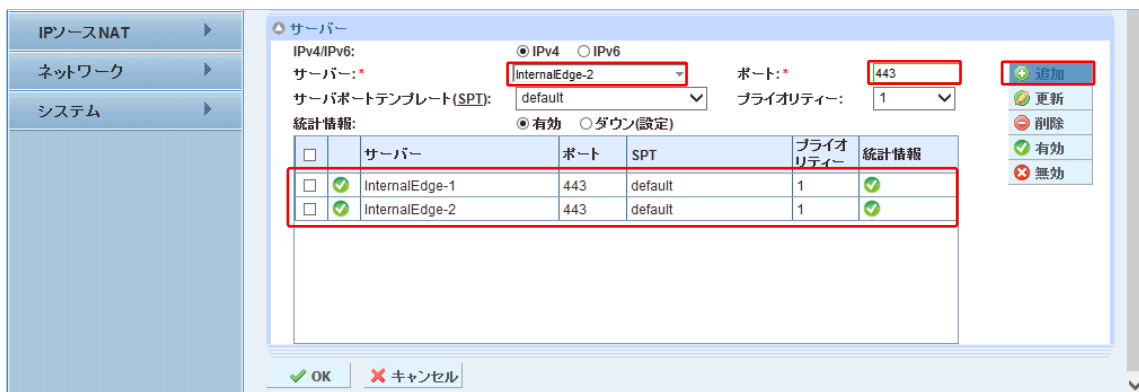 IPソースNAT
ネットワーク
システム
サーバー
IPv4/IPv6: IPv4 IPv6
サーバー:* InternalEdge-2 ポート:* 443 追加
サーバポートテンプレート(SPT): default プライオリティー: 1 更新
統計情報: 有効 ダウン(設定) 削除
サーバー ポート SPT プライオリティー 統計情報 有効
無効
InternalEdge-1 443 default 1
InternalEdge-2 443 default 1
OK キャンセル